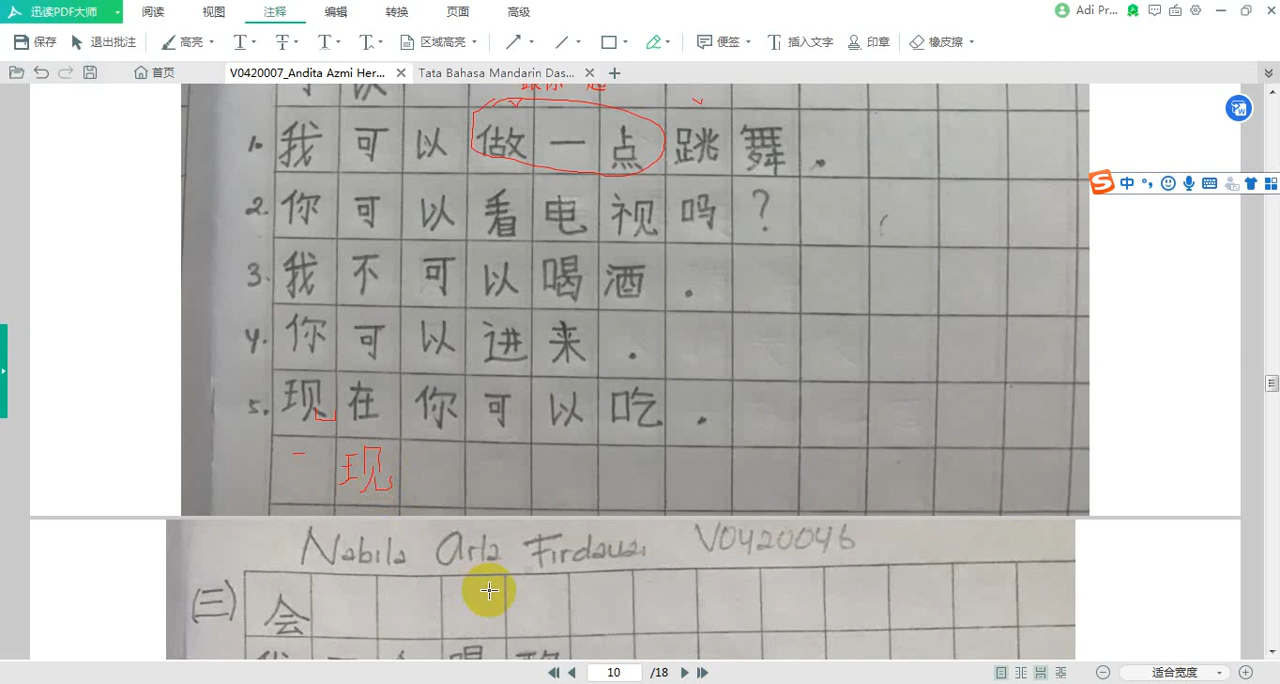 迅读PDF大师 阅读 视图 注释 编辑 转换 页面 高级 Adi Pr...
保存 退出批注 高亮 区域高亮 便签 插入文字 印章 橡皮擦
首页 V0420007_Andita Azmi Her... Tata Bahasa Mandarin Das...
跟你一起
1. 我可以做一点跳舞.
2. 你可以看电视吗?
中
3. 我不可以喝酒.
4. 你可以进来.
5. 现在你可以吃.
现
Nabila Arla Firdausi V0420046
(三) 会
10 /18 适合宽度